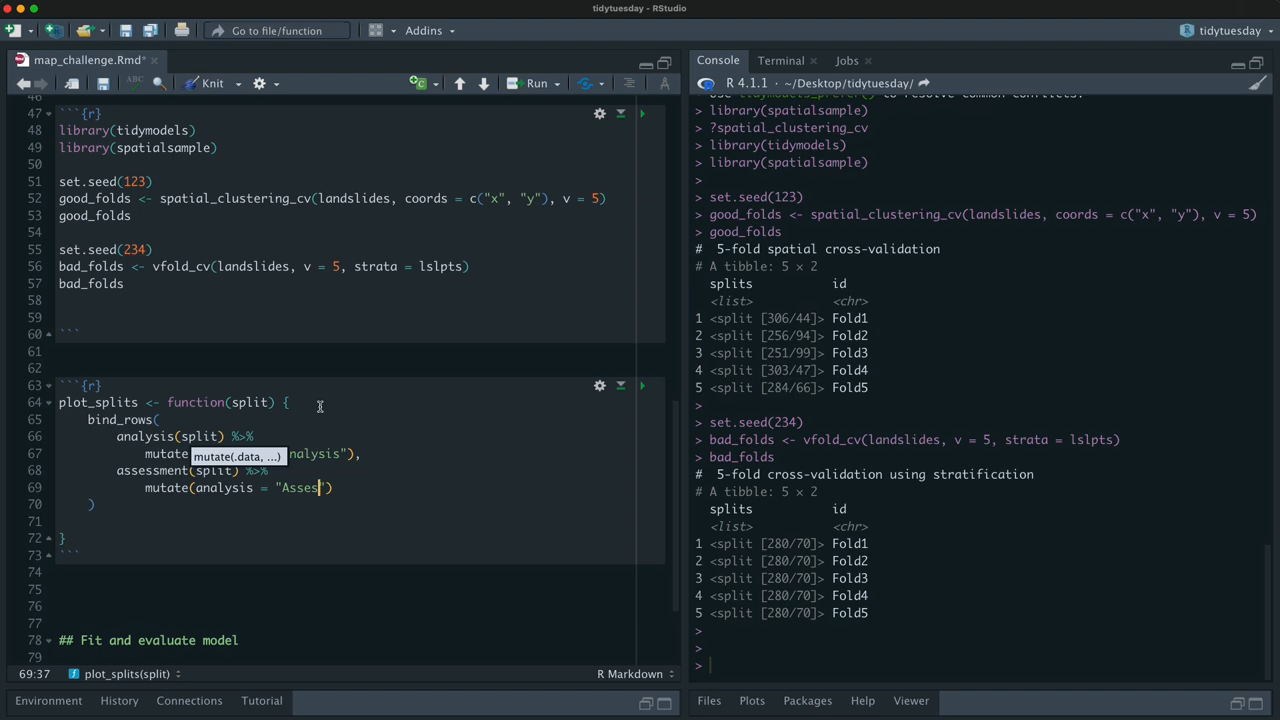 tidytuesday - RStudio
Go to file/function
Addins
tidytuesday
map_challenge.Rmd*
Knit
Run
46
47 ```{r}
48 library(tidymodels)
49 library(spatialsample)
50
51 set.seed(123)
52 good_folds <- spatial_clustering_cv(landslides, coords = c("x", "y"), v = 5)
53 good_folds
54
55 set.seed(234)
56 bad_folds <- vfold_cv(landslides, v = 5, strata = lslpts)
57 bad_folds
58
59
60 ```
61
62
63 ```{r}
64 plot_splits <- function(split) {
65 bind_rows(
66 analysis(split) %>%
67 mutate nalysis"),
mutate(.data, ...)
68 assessment(split) %>%
69 mutate(analysis = "Asses")
70 )
71
72 }
73 ```
74
75
76
77
78 ## Fit and evaluate model
79
69:37 plot_splits(split) R Markdown
Environment History Connections Tutorial
Console Terminal Jobs
R 4.1.1 · ~/Desktop/tidytuesday/
Use tidymodels_prefer() to resolve common conflicts.
> library(spatialsample)
> ?spatial_clustering_cv
> library(tidymodels)
> library(spatialsample)
>
> set.seed(123)
> good_folds <- spatial_clustering_cv(landslides, coords = c("x", "y"), v = 5)
> good_folds
# 5-fold spatial cross-validation
# A tibble: 5 × 2
splits id
<list> <chr>
1 <split [306/44]> Fold1
2 <split [256/94]> Fold2
3 <split [251/99]> Fold3
4 <split [303/47]> Fold4
5 <split [284/66]> Fold5
>
> set.seed(234)
> bad_folds <- vfold_cv(landslides, v = 5, strata = lslpts)
> bad_folds
# 5-fold cross-validation using stratification
# A tibble: 5 × 2
splits id
<list> <chr>
1 <split [280/70]> Fold1
2 <split [280/70]> Fold2
3 <split [280/70]> Fold3
4 <split [280/70]> Fold4
5 <split [280/70]> Fold5
>
>
>
Files Plots Packages Help Viewer